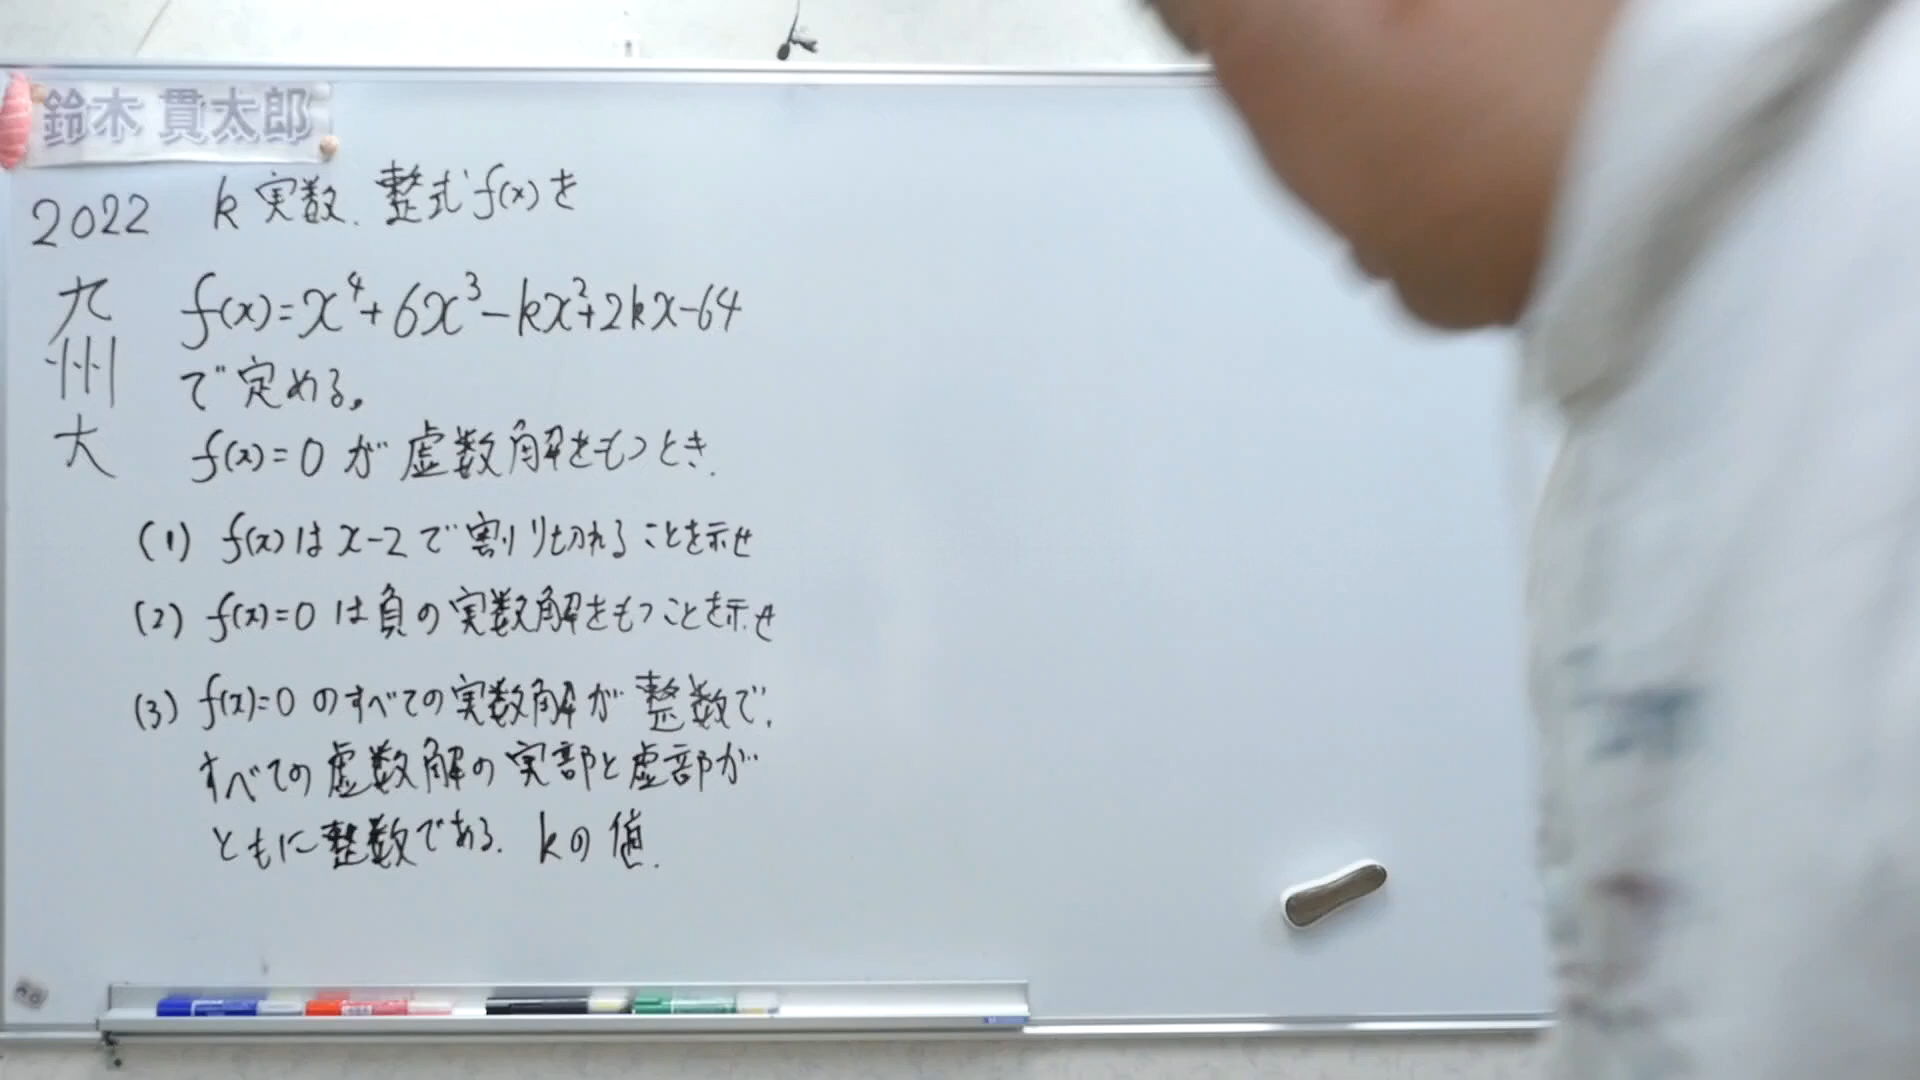 鈴木貫太郎
2022
九州大
k実数、整式f(x)を
f(x)=x⁴+6x³-kx²+2kx-64
で定める。
f(x)=0が虚数解をもつとき.
(1) f(x)はx-2で割り切れることを示せ
(2) f(x)=0は負の実数解をもつことを示せ
(3) f(x)=0のすべての実数解が整数で,
すべての虚数解の実部と虚部が
ともに整数である. kの値.